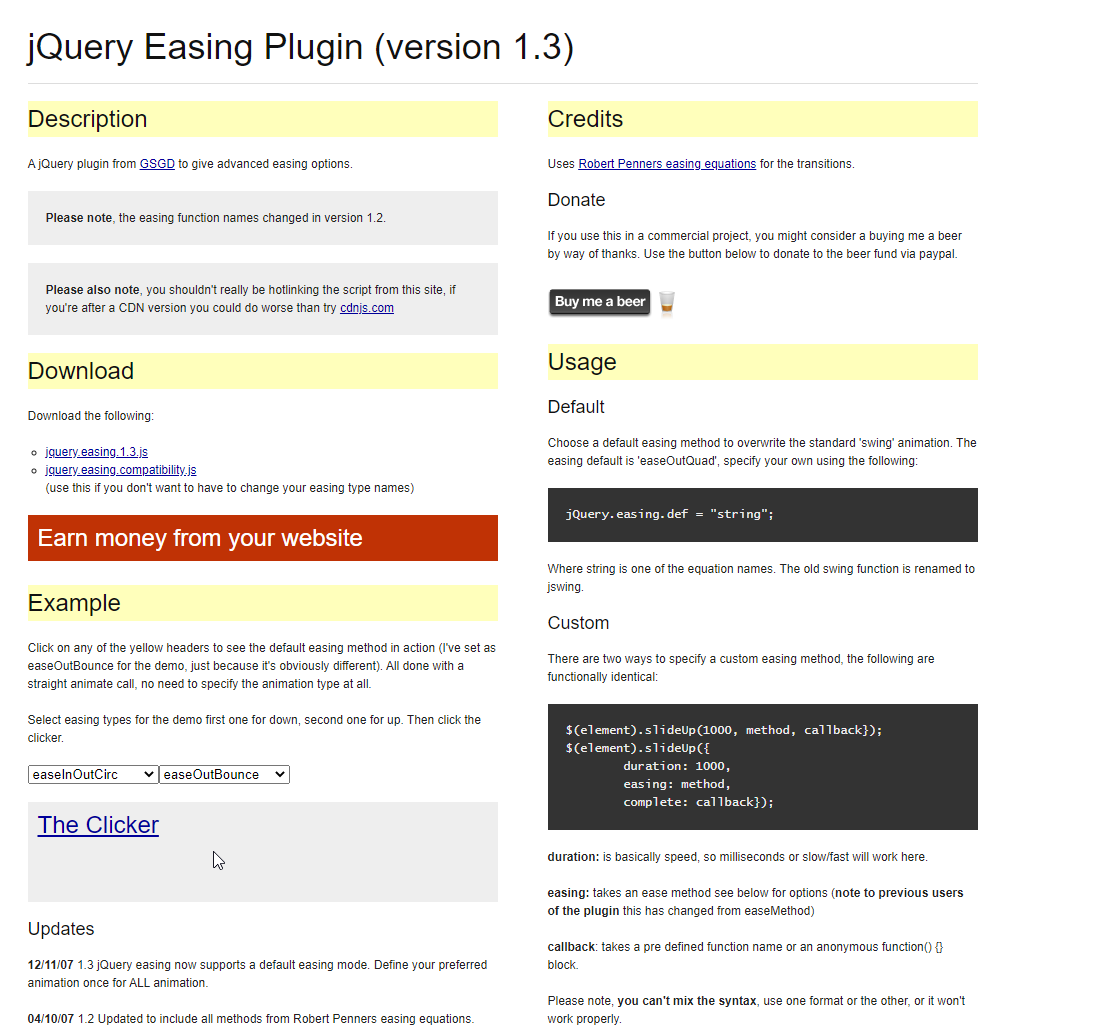 jQuery Easing Plugin (version 1.3)
Description
A jQuery plugin from GSGD to give advanced easing options.
Please note, the easing function names changed in version 1.2.
Please also note, you shouldn't really be hotlinking the script from this site, if
you're after a CDN version you could do worse than try cdnjs.com
Download
Download the following:
jquery.easing.1.3.js
jquery.easing.compatibility.js
(use this if you don't want to have to change your easing type names)
Earn money from your website
Example
Click on any of the yellow headers to see the default easing method in action (I've set as
easeOutBounce for the demo, just because it's obviously different). All done with a
straight animate call, no need to specify the animation type at all.
Select easing types for the demo first one for down, second one for up. Then click the
clicker.
easeInOutCirc easeOutBounce
The Clicker
Updates
12/11/07 1.3 jQuery easing now supports a default easing mode. Define your preferred
animation once for ALL animation.
04/10/07 1.2 Updated to include all methods from Robert Penners easing equations.
Credits
Uses Robert Penners easing equations for the transitions.
Donate
If you use this in a commercial project, you might consider a buying me a beer
by way of thanks. Use the button below to donate to the beer fund via paypal.
Buy me a beer
Usage
Default
Choose a default easing method to overwrite the standard 'swing' animation. The
easing default is 'easeOutQuad', specify your own using the following:
jQuery.easing.def = "string";
Where string is one of the equation names. The old swing function is renamed to
jswing.
Custom
There are two ways to specify a custom easing method, the following are
functionally identical:
$(element).slideUp(1000, method, callback});
$(element).slideUp({
duration: 1000,
easing: method,
complete: callback});
duration: is basically speed, so milliseconds or slow/fast will work here.
easing: takes an ease method see below for options (note to previous users
of the plugin this has changed from easeMethod)
callback: takes a pre defined function name or an anonymous function() {}
block.
Please note, you can't mix the syntax, use one format or the other, or it won't
work properly.